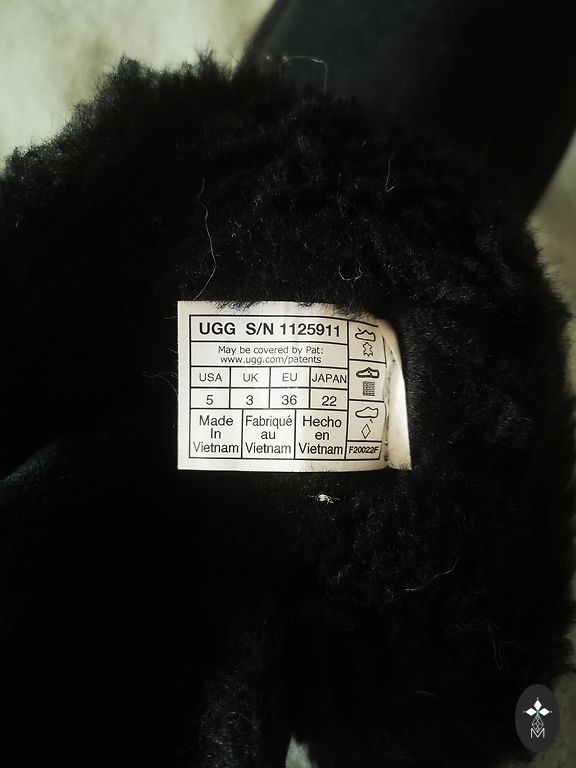 UGG S/N 1125911
May be covered by Pat:
www.ugg.com/patents
USA UK EU JAPAN
5 3 36 22
Made In Vietnam
Fabriqué au Vietnam
Hecho en Vietnam
F20022F
M